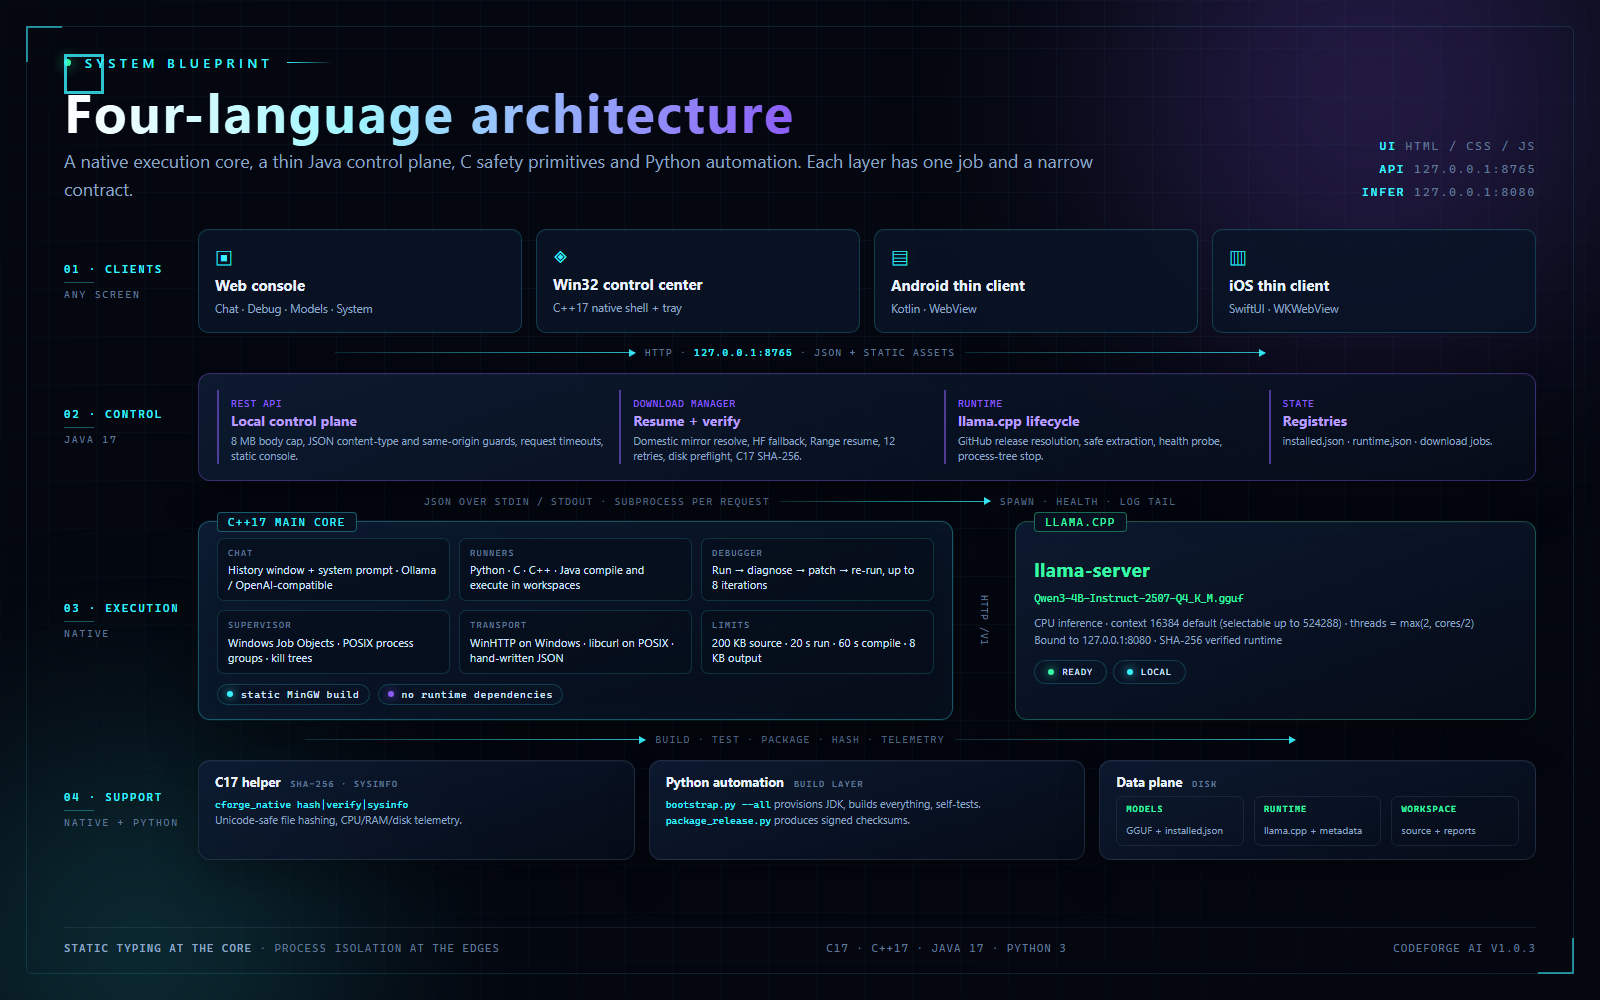 SYSTEM BLUEPRINT
Four-language architecture
A native execution core, a thin Java control plane, C safety primitives and Python automation. Each layer has one job and a narrow
contract.
UI HTML / CSS / JS
API 127.0.0.1:8765
INFER 127.0.0.1:8080
01 · CLIENTS
ANY SCREEN
Web console
Chat · Debug · Models · System
Win32 control center
C++17 native shell + tray
Android thin client
Kotlin · WebView
iOS thin client
SwiftUI · WKWebView
HTTP · 127.0.0.1:8765 · JSON + STATIC ASSETS
02 · CONTROL
JAVA 17
REST API
Local control plane
8 MB body cap, JSON content-type and same-origin guards, request timeouts,
static console.
DOWNLOAD MANAGER
Resume + verify
Domestic mirror resolve, HF fallback, Range resume, 12
retries, disk preflight, C17 SHA-256.
RUNTIME
llama.cpp lifecycle
GitHub release resolution, safe extraction, health probe,
process-tree stop.
STATE
Registries
installed.json · runtime.json · download jobs.
JSON OVER STDIN / STDOUT · SUBPROCESS PER REQUEST
SPAWN · HEALTH · LOG TAIL
03 · EXECUTION
NATIVE
C++17 MAIN CORE
CHAT
History window + system prompt · Ollama
/ OpenAI-compatible
RUNNERS
Python · C · C++ · Java compile and
execute in workspaces
DEBUGGER
Run → diagnose → patch → re-run, up to
8 iterations
SUPERVISOR
Windows Job Objects · POSIX process
groups · kill trees
TRANSPORT
WinHTTP on Windows · libcurl on POSIX ·
hand-written JSON
LIMITS
200 KB source · 20 s run · 60 s compile · 8
KB output
static MinGW build
no runtime dependencies
HTTP /V1
LLAMA.CPP
llama-server
Qwen3-4B-Instruct-2507-Q4_K_M.gguf
CPU inference · context 16384 default (selectable up to 524288) · threads = max(2, cores/2)
Bound to 127.0.0.1:8080 · SHA-256 verified runtime
READY
LOCAL
BUILD · TEST · PACKAGE · HASH · TELEMETRY
04 · SUPPORT
NATIVE + PYTHON
C17 helper SHA-256 · SYSINFO
cforge_native hash|verify|sysinfo
Unicode-safe file hashing, CPU/RAM/disk telemetry.
Python automation BUILD LAYER
bootstrap.py --all provisions JDK, builds everything, self-tests.
package_release.py produces signed checksums.
Data plane DISK
MODELS
GGUF + installed.json
RUNTIME
llama.cpp + metadata
WORKSPACE
source + reports
STATIC TYPING AT THE CORE · PROCESS ISOLATION AT THE EDGES
C17 · C++17 · JAVA 17 · PYTHON 3
CODEFORGE AI V1.0.3